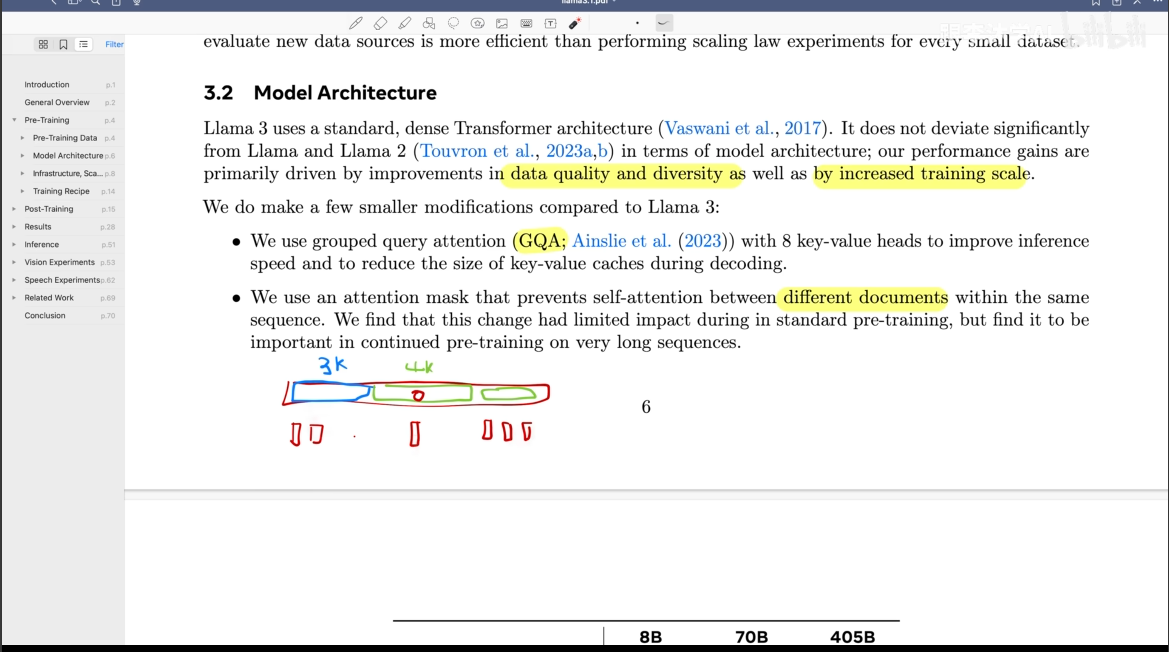 llama3.1.pdf
Filter
Introduction p.1
General Overview p.2
Pre-Training p.4
Pre-Training Data p.4
Model Architecture p.6
Infrastructure, Sca... p.8
Training Recipe p.14
Post-Training p.15
Results p.28
Inference p.51
Vision Experiments p.53
Speech Experiments p.62
Related Work p.69
Conclusion p.70
evaluate new data sources is more efficient than performing scaling law experiments for every small dataset.
bilibili
3.2 Model Architecture
Llama 3 uses a standard, dense Transformer architecture (Vaswani et al., 2017). It does not deviate significantly
from Llama and Llama 2 (Touvron et al., 2023a,b) in terms of model architecture; our performance gains are
primarily driven by improvements in data quality and diversity as well as by increased training scale.
We do make a few smaller modifications compared to Llama 3:
• We use grouped query attention (GQA; Ainslie et al. (2023)) with 8 key-value heads to improve inference
speed and to reduce the size of key-value caches during decoding.
• We use an attention mask that prevents self-attention between different documents within the same
sequence. We find that this change had limited impact during in standard pre-training, but find it to be
important in continued pre-training on very long sequences.
3K 4K
6
8B 70B 405B